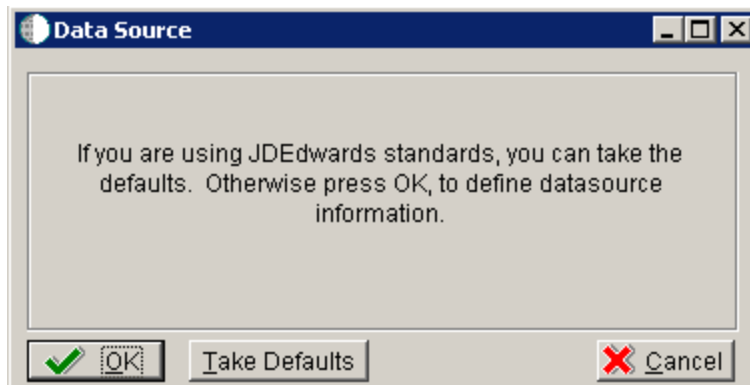 Data Source
If you are using JDEdwards standards, you can take the
defaults. Otherwise press OK, to define datasource
information.
OK Take Defaults Cancel